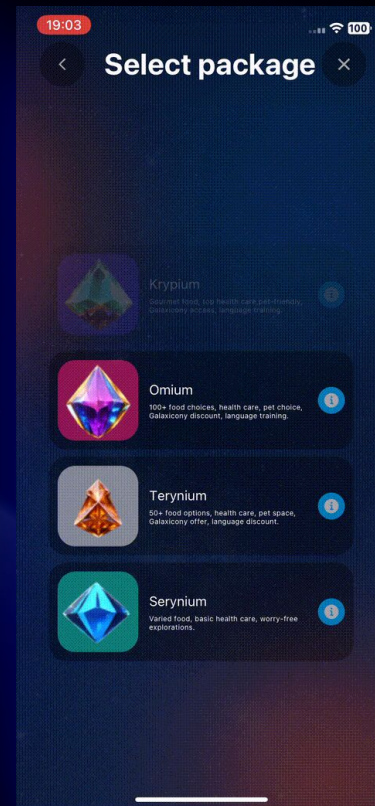 19:03
100
Select package
Krypium
Gourmet food, top health care,pet-friendly,
Galaxicony access, language training.
Omium
100+ food choices, health care, pet choice,
Galaxicony discount, language training.
Terynium
50+ food options, health care, pet space,
Galaxicony offer, language discount.
Serynium
Varied food, basic health care, worry-free
explorations.